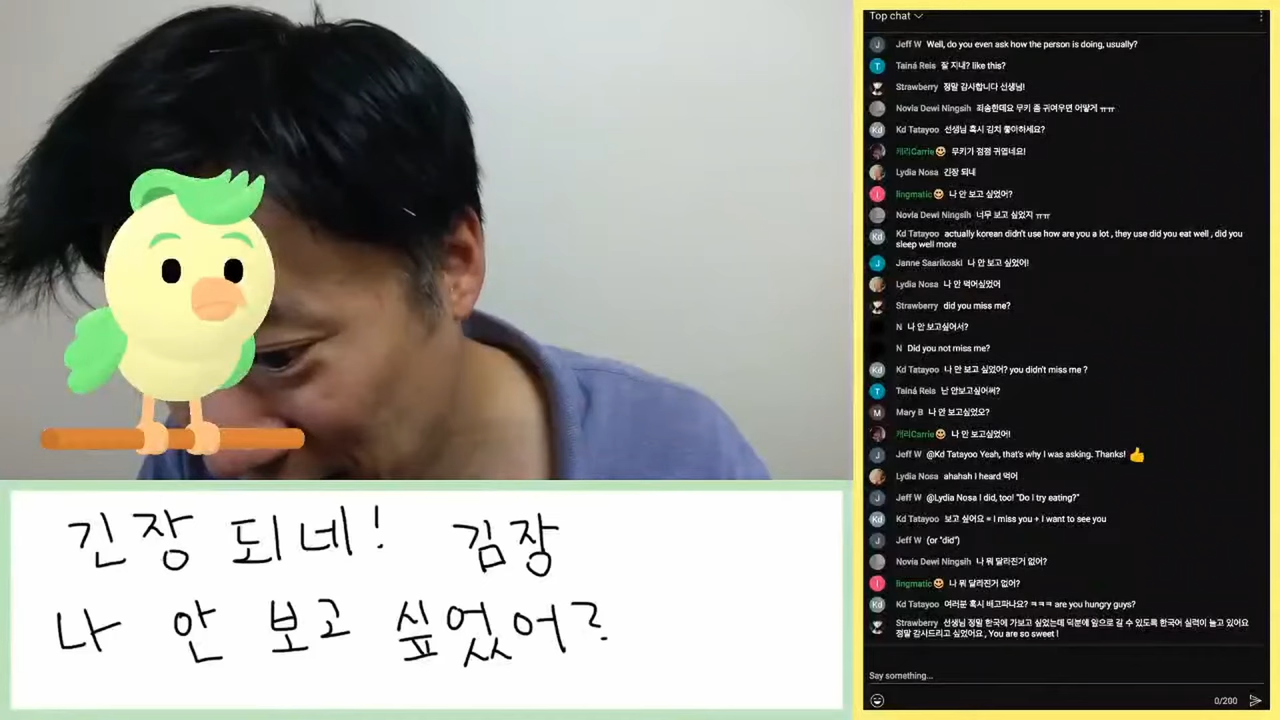 Top chat
Jeff W Well, do you even ask how the person is doing, usually?
Tainá Reis 잘 지내? like this?
Strawberry 정말 감시합니다 선생님!
Novia Dewi Ningsih 죄송한데요 무키 좀 귀여우면 어떻게 ㅠㅠ
Kd Tatayoo 선생님 혹시 김치 좋아하세요?
캐리Carrie 무키가 점점 귀엽네요!
Lydia Nosa 긴장 되네
lingmatic 나 안 보고 싶었어?
Novia Dewi Ningsih 너무 보고 싶었지 ㅠㅠ
Kd Tatayoo actually korean didn't use how are you a lot , they use did you eat well , did you
sleep well more
Janne Saarikoski 나 안 보고 싶었어!
Lydia Nosa 나 안 먹어싶었어
Strawberry did you miss me?
N 나 안 보고싶어서?
N Did you not miss me?
Kd Tatayoo 나 안 보고 싶었어? you didn't miss me ?
Tainá Reis 난 안보고싶어써?
Mary B 나 안 보고싶었요?
캐리Carrie 나 안 보고싶었어!
Jeff W @Kd Tatayoo Yeah, that's why I was asking. Thanks!
Lydia Nosa ahahah I heard 먹어
Jeff W @Lydia Nosa I did, too! "Do I try eating?"
Kd Tatayoo 보고 싶어요 = I miss you + I want to see you
Jeff W (or "did")
Novia Dewi Ningsih 나 뭐 달라진거 없어?
lingmatic 나 뭐 달라진거 없어?
Kd Tatayoo 여러분 혹시 배고파나요? ㅋㅋㅋ are you hungry guys?
Strawberry 선생님 정말 한국에 가보고 싶었는데 덕분에 앞으로 갈 수 있도록 한국어 실력이 늘고 있어요
정말 감사드리고 싶었어요 , You are so sweet !
Say something...
0/200
긴장 되네! 김장
나 안 보고 싶었어?